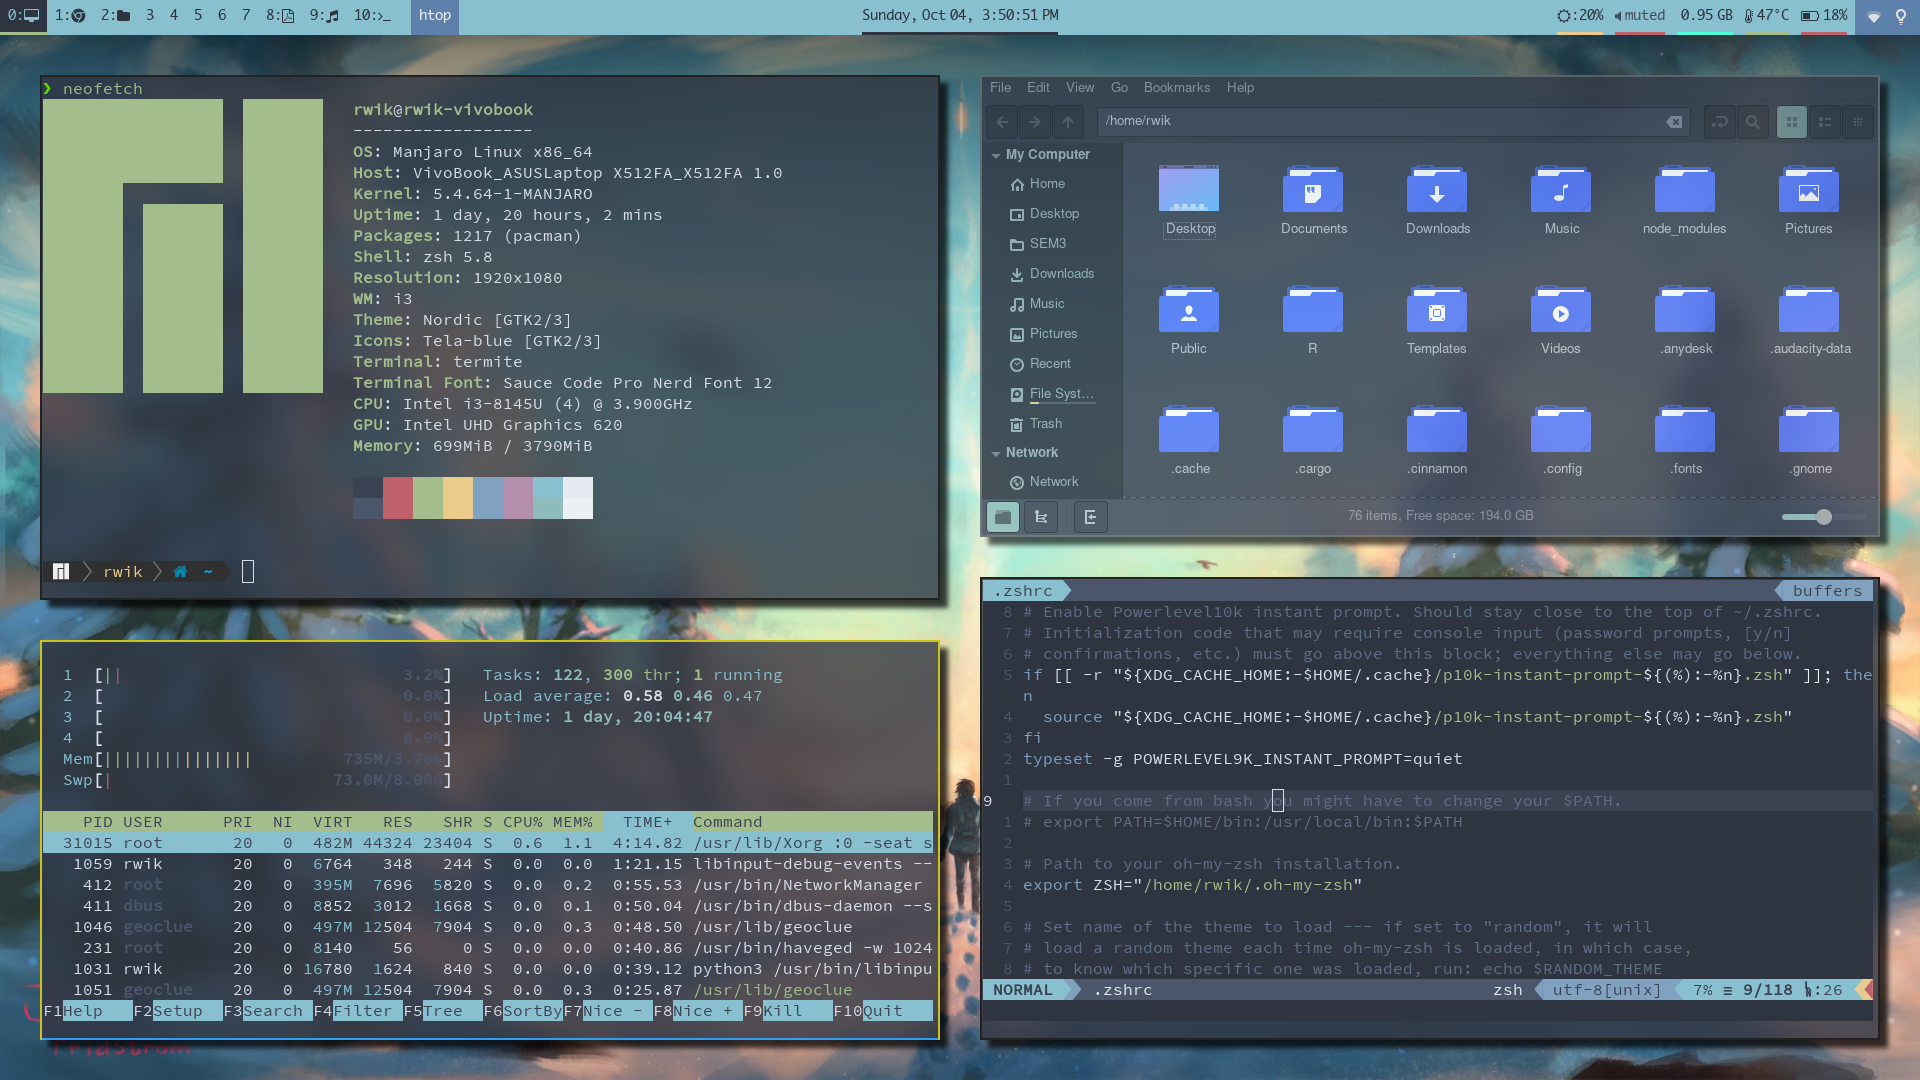 0: 1: 2: 3 4 5 6 7 8: 9: 10: htop Sunday, Oct 04, 3:50:51 PM :20% muted 0.95 GB 47°C 18%
❯ neofetch
rwik@rwik-vivobook
------------------
OS: Manjaro Linux x86_64
Host: VivoBook_ASUSLaptop X512FA_X512FA 1.0
Kernel: 5.4.64-1-MANJARO
Uptime: 1 day, 20 hours, 2 mins
Packages: 1217 (pacman)
Shell: zsh 5.8
Resolution: 1920x1080
WM: i3
Theme: Nordic [GTK2/3]
Icons: Tela-blue [GTK2/3]
Terminal: termite
Terminal Font: Sauce Code Pro Nerd Font 12
CPU: Intel i3-8145U (4) @ 3.900GHz
GPU: Intel UHD Graphics 620
Memory: 699MiB / 3790MiB
rwik ~
File Edit View Go Bookmarks Help
/home/rwik
My Computer
Home
Desktop
SEM3
Downloads
Music
Pictures
Recent
File Syst...
Trash
Network
Network
Desktop Documents Downloads Music node_modules Pictures
Public R Templates Videos .anydesk .audacity-data
.cache .cargo .cinnamon .config .fonts .gnome
76 items, Free space: 194.0 GB
1 [|| 3.2%] Tasks: 122, 300 thr; 1 running
2 [ 0.0%] Load average: 0.58 0.46 0.47
3 [ 0.0%] Uptime: 1 day, 20:04:47
4 [ 0.0%]
Mem[||||||||||||||| 735M/3.70G]
Swp[| 73.0M/8.00G]
PID USER PRI NI VIRT RES SHR S CPU% MEM% TIME+ Command
31015 root 20 0 482M 44324 23404 S 0.6 1.1 4:14.82 /usr/lib/Xorg :0 -seat s
1059 rwik 20 0 6764 348 244 S 0.0 0.0 1:21.15 libinput-debug-events --
412 root 20 0 395M 7696 5820 S 0.0 0.2 0:55.53 /usr/bin/NetworkManager
411 dbus 20 0 8852 3012 1668 S 0.0 0.1 0:50.04 /usr/bin/dbus-daemon --s
1046 geoclue 20 0 497M 12504 7904 S 0.0 0.3 0:48.50 /usr/lib/geoclue
231 root 20 0 8140 56 0 S 0.0 0.0 0:40.86 /usr/bin/haveged -w 1024
1031 rwik 20 0 16780 1624 840 S 0.0 0.0 0:39.12 python3 /usr/bin/libinpu
1051 geoclue 20 0 497M 12504 7904 S 0.0 0.3 0:25.87 /usr/lib/geoclue
F1Help F2Setup F3Search F4Filter F5Tree F6SortBy F7Nice - F8Nice + F9Kill F10Quit
.zshrc buffers
8 # Enable Powerlevel10k instant prompt. Should stay close to the top of ~/.zshrc.
7 # Initialization code that may require console input (password prompts, [y/n]
6 # confirmations, etc.) must go above this block; everything else may go below.
5 if [[ -r "${XDG_CACHE_HOME:-$HOME/.cache}/p10k-instant-prompt-${(%):-%n}.zsh" ]]; the
n
4 source "${XDG_CACHE_HOME:-$HOME/.cache}/p10k-instant-prompt-${(%):-%n}.zsh"
3 fi
2 typeset -g POWERLEVEL9K_INSTANT_PROMPT=quiet
1
9 # If you come from bash you might have to change your $PATH.
1 # export PATH=$HOME/bin:/usr/local/bin:$PATH
2
3 # Path to your oh-my-zsh installation.
4 export ZSH="/home/rwik/.oh-my-zsh"
5
6 # Set name of the theme to load --- if set to "random", it will
7 # load a random theme each time oh-my-zsh is loaded, in which case,
8 # to know which specific one was loaded, run: echo $RANDOM_THEME
NORMAL .zshrc zsh utf-8[unix] 7% ≡ 9/118 :26